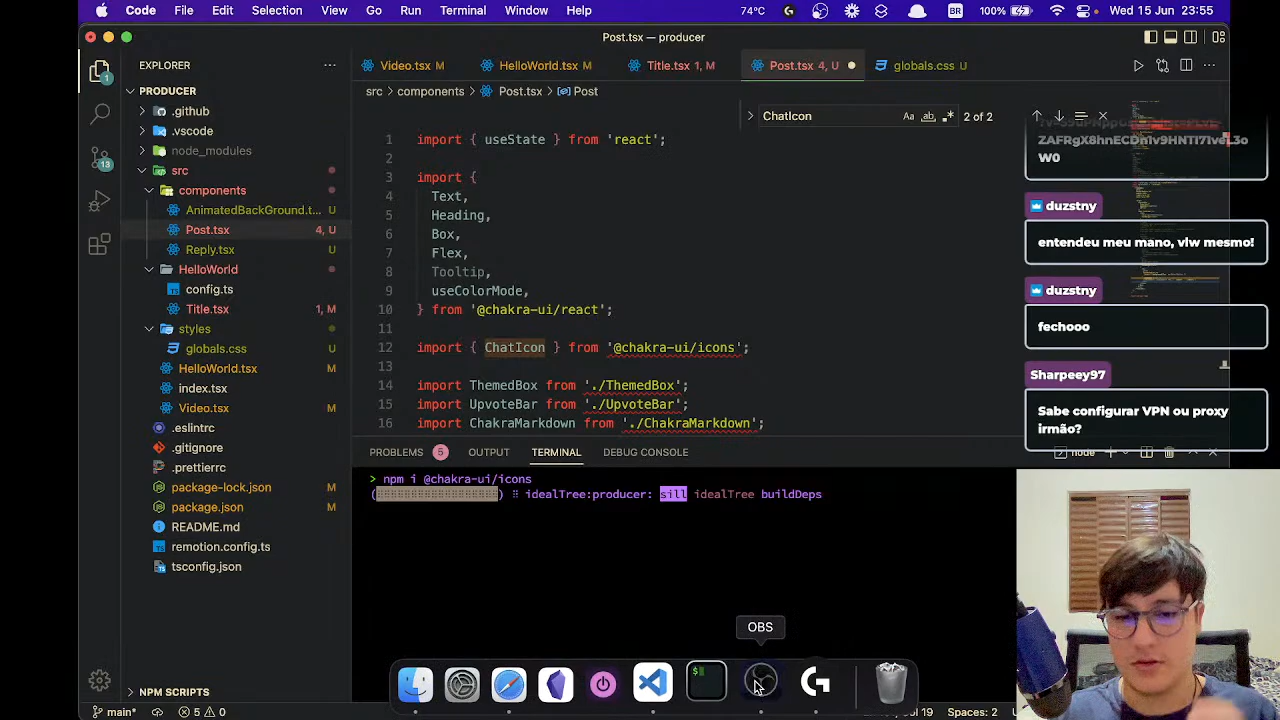 Code File Edit Selection View Go Run Terminal Window Help 74°C BR 100% Wed 15 Jun 23:55
Post.tsx — producer
EXPLORER
Video.tsx M
HelloWorld.tsx M
Title.tsx 1, M
Post.tsx 4, U
globals.css U
PRODUCER
src components Post.tsx Post
.github
.vscode
node_modules
src
components
AnimatedBackGround.t... U
Post.tsx 4, U
Reply.tsx U
HelloWorld
config.ts
Title.tsx 1, M
styles
globals.css U
HelloWorld.tsx M
index.tsx
Video.tsx M
.eslintrc
.gitignore
.prettierrc
package-lock.json M
package.json M
README.md
remotion.config.ts
tsconfig.json
NPM SCRIPTS
1
13
ChatIcon Aa ab 2 of 2
1 import { useState } from 'react';
2
3 import {
4 Text,
5 Heading,
6 Box,
7 Flex,
8 Tooltip,
9 useColorMode,
10 } from '@chakra-ui/react';
11
12 import { ChatIcon } from '@chakra-ui/icons';
13
14 import ThemedBox from './ThemedBox';
15 import UpvoteBar from './UpvoteBar';
16 import ChakraMarkdown from './ChakraMarkdown';
PROBLEMS 5 OUTPUT TERMINAL DEBUG CONSOLE
node
> npm i @chakra-ui/icons
idealTree:producer: sill idealTree buildDeps
W0
duzstny
entendeu meu mano, vlw mesmo!
duzstny
fechooo
Sharpeey97
Sabe configurar VPN ou proxy
irmão?
OBS
main* 5 0
Spaces: 2